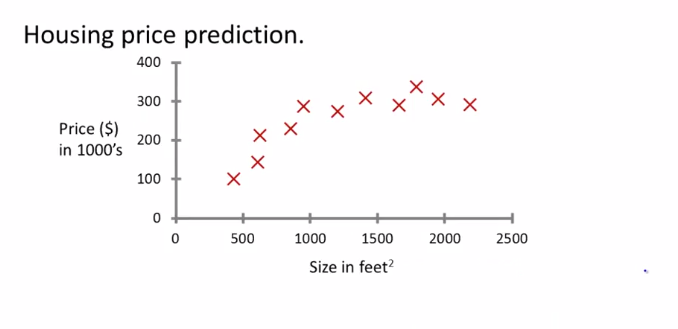 Housing price prediction.
400
300
Price ($)
in 1000's
200
100
0
0 500 1000 1500 2000 2500
Size in feet²